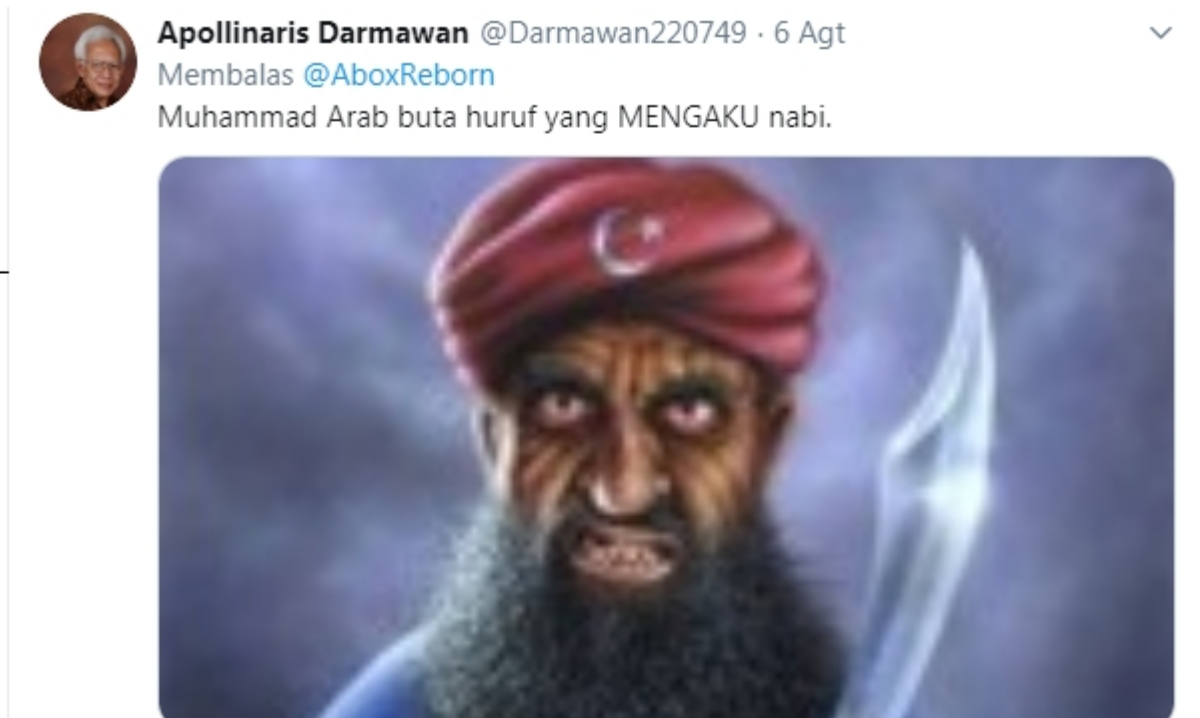 Apollinaris Darmawan @Darmawan220749 · 6 Agt
Membalas @AboxReborn
Muhammad Arab buta huruf yang MENGAKU nabi.